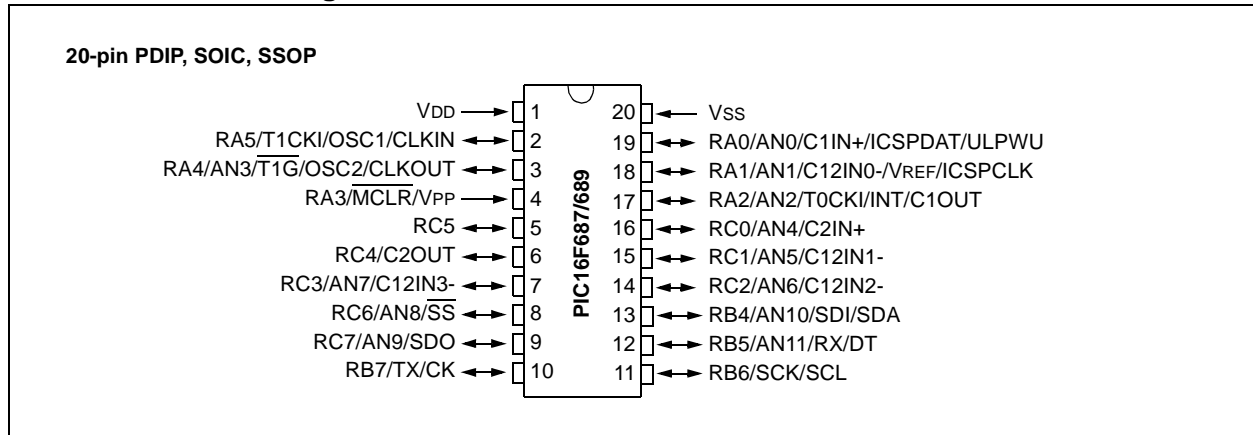 20-pin PDIP, SOIC, SSOP
VDD 1 20 VSS
RA5/T1CKI/OSC1/CLKIN 2 19 RA0/AN0/C1IN+/ICSPDAT/ULPWU
RA4/AN3/T1G/OSC2/CLKOUT 3 18 RA1/AN1/C12IN0-/VREF/ICSPCLK
RA3/MCLR/VPP 4 17 RA2/AN2/T0CKI/INT/C1OUT
RC5 5 16 RC0/AN4/C2IN+
RC4/C2OUT 6 15 RC1/AN5/C12IN1-
RC3/AN7/C12IN3- 7 14 RC2/AN6/C12IN2-
RC6/AN8/SS 8 13 RB4/AN10/SDI/SDA
RC7/AN9/SDO 9 12 RB5/AN11/RX/DT
RB7/TX/CK 10 11 RB6/SCK/SCL
PIC16F687/689